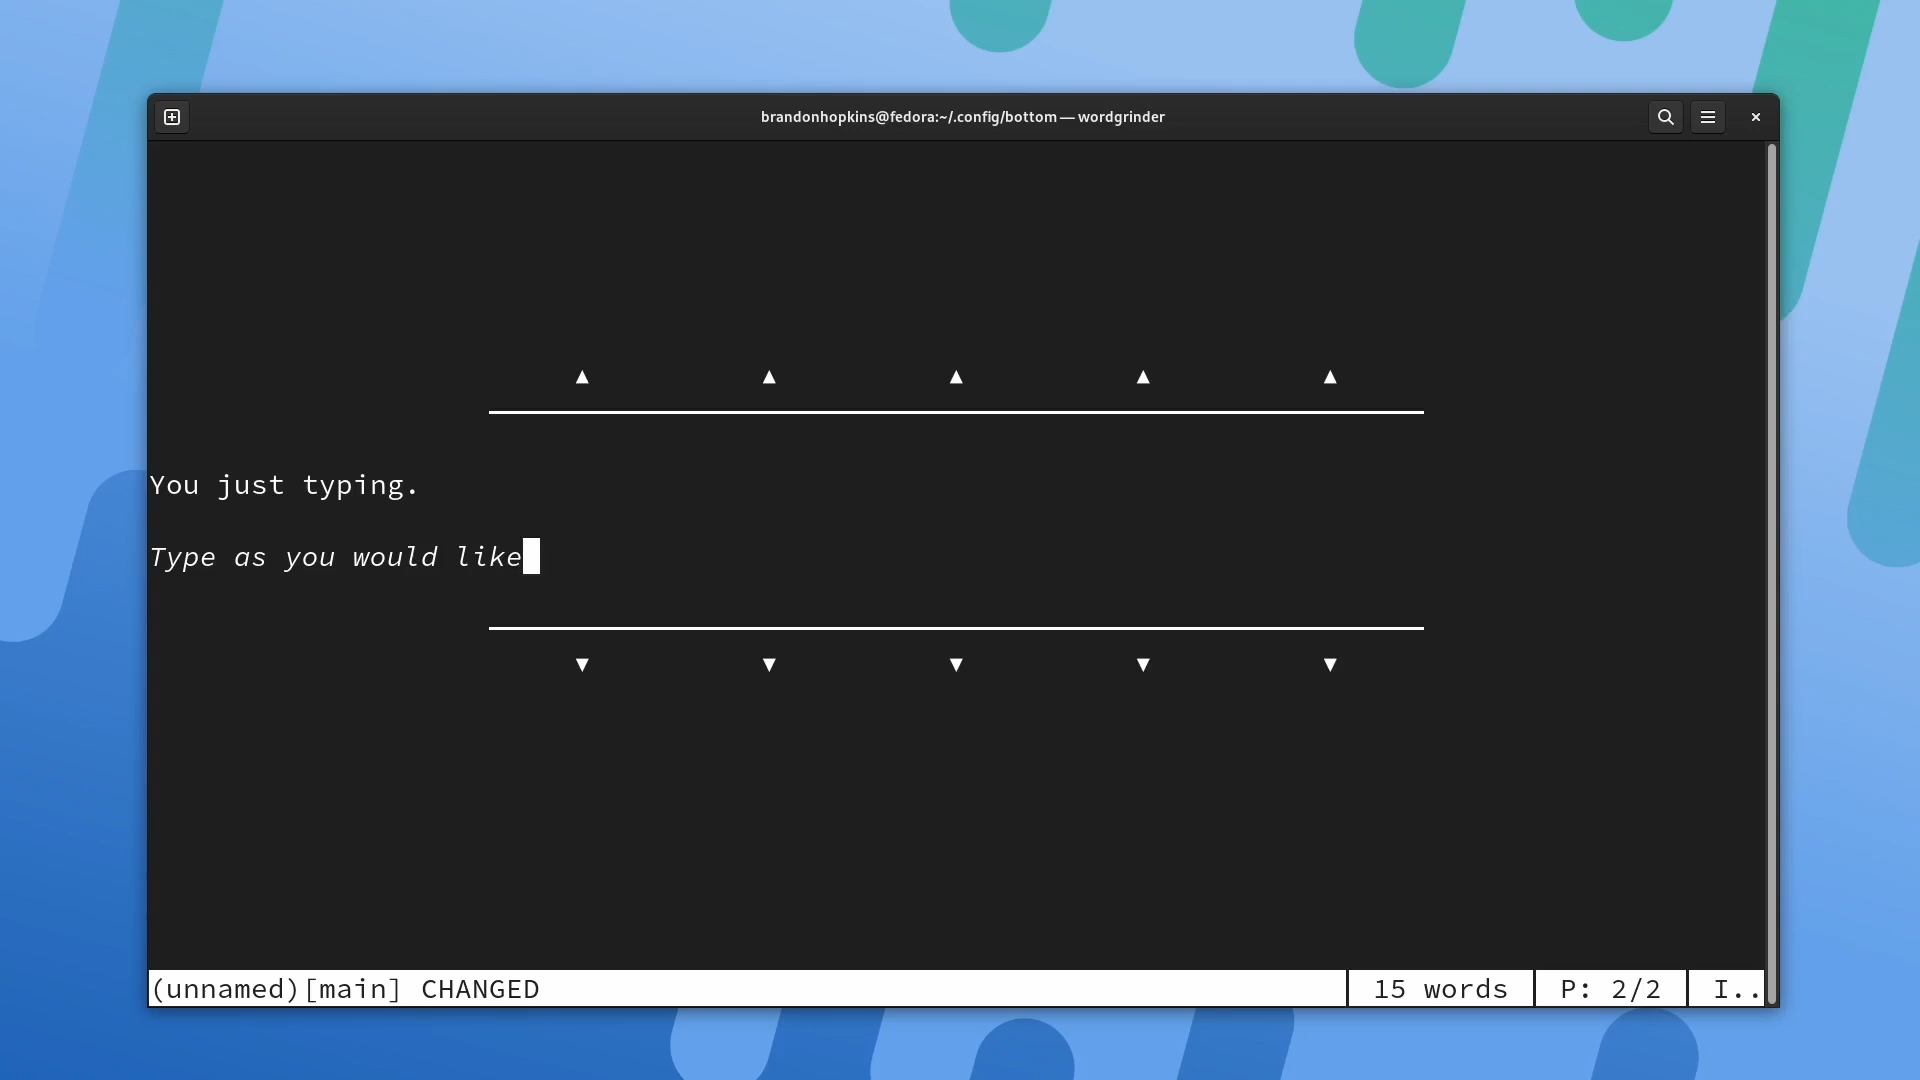 brandonhopkins@fedora:~/.config/bottom — wordgrinder
You just typing.
Type as you would like
(unnamed)[main] CHANGED
15 words
P: 2/2
I..